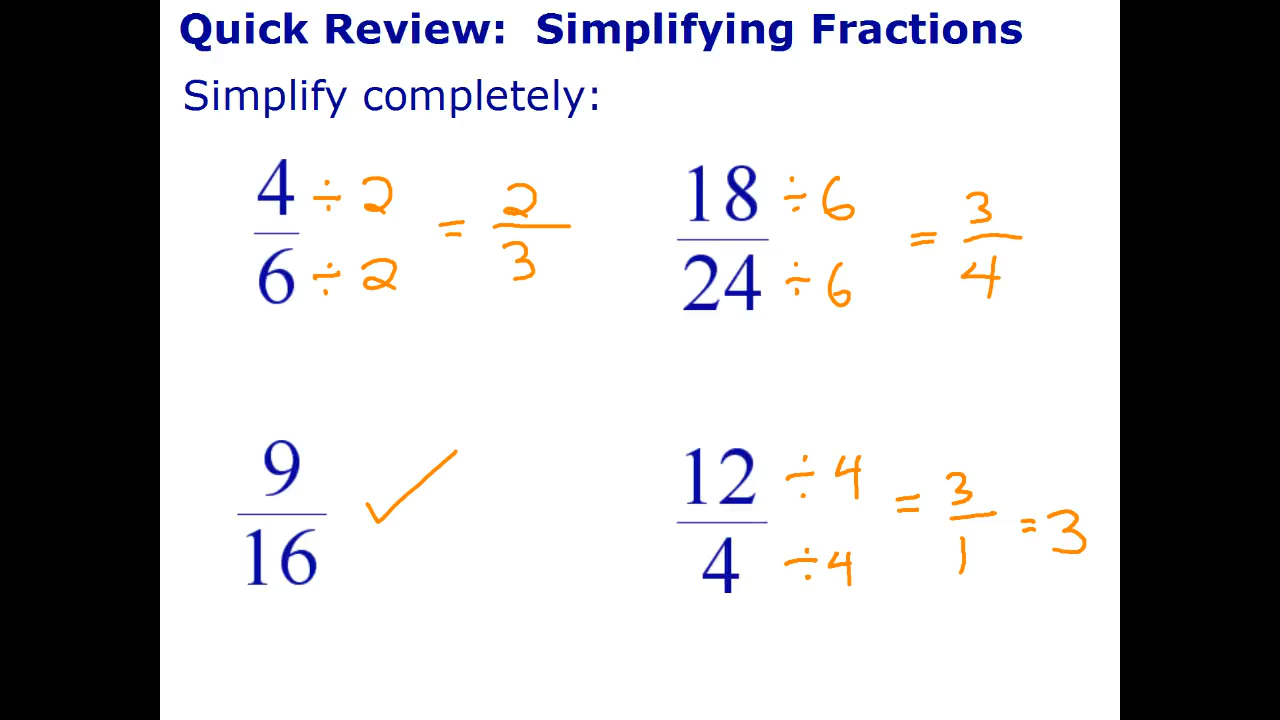 Quick Review: Simplifying Fractions
Simplify completely:
4/6 ÷2/÷2 = 2/3
18/24 ÷6/÷6 = 3/4
9/16 ✓
12/4 ÷4/÷4 = 3/1 = 3